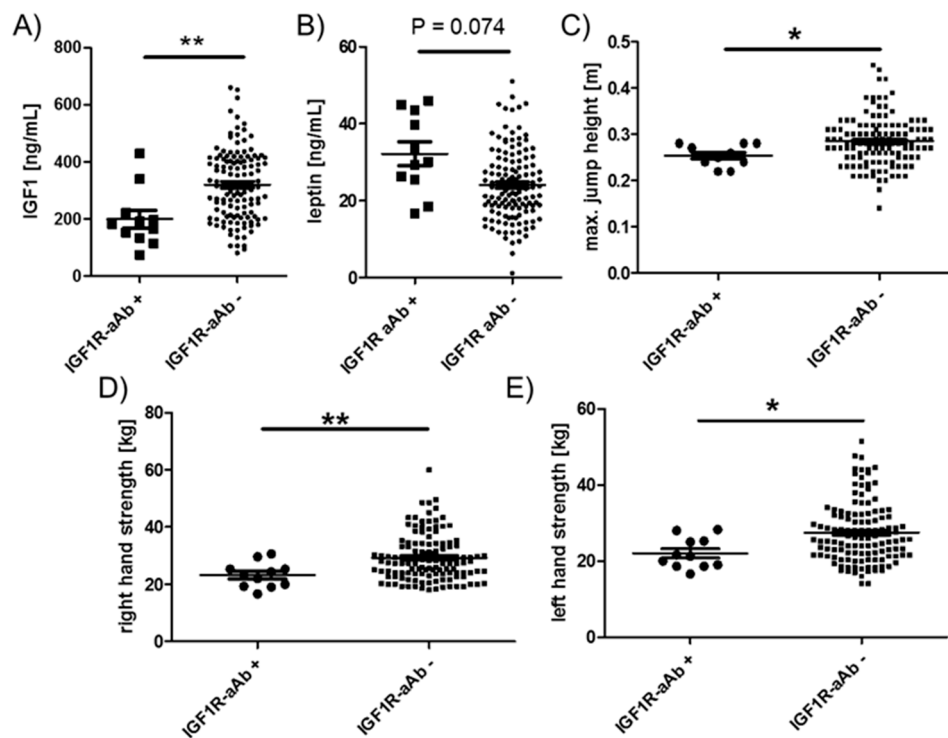 A)
**
IGF1 [ng/mL]
800
600
400
200
0
IGF1R-aAb +
IGF1R-aAb -
B)
P = 0.074
leptin [ng/mL]
60
40
20
0
IGF1R aAb +
IGF1R aAb -
C)
*
max. jump height [m]
0.5
0.4
0.3
0.2
0.1
0.0
IGF1R-aAb +
IGF1R-aAb -
D)
**
right hand strength [kg]
80
60
40
20
0
IGF1R-aAb +
IGF1R-aAb -
E)
*
left hand strength [kg]
60
40
20
0
IGF1R-aAb +
IGF1R-aAb -